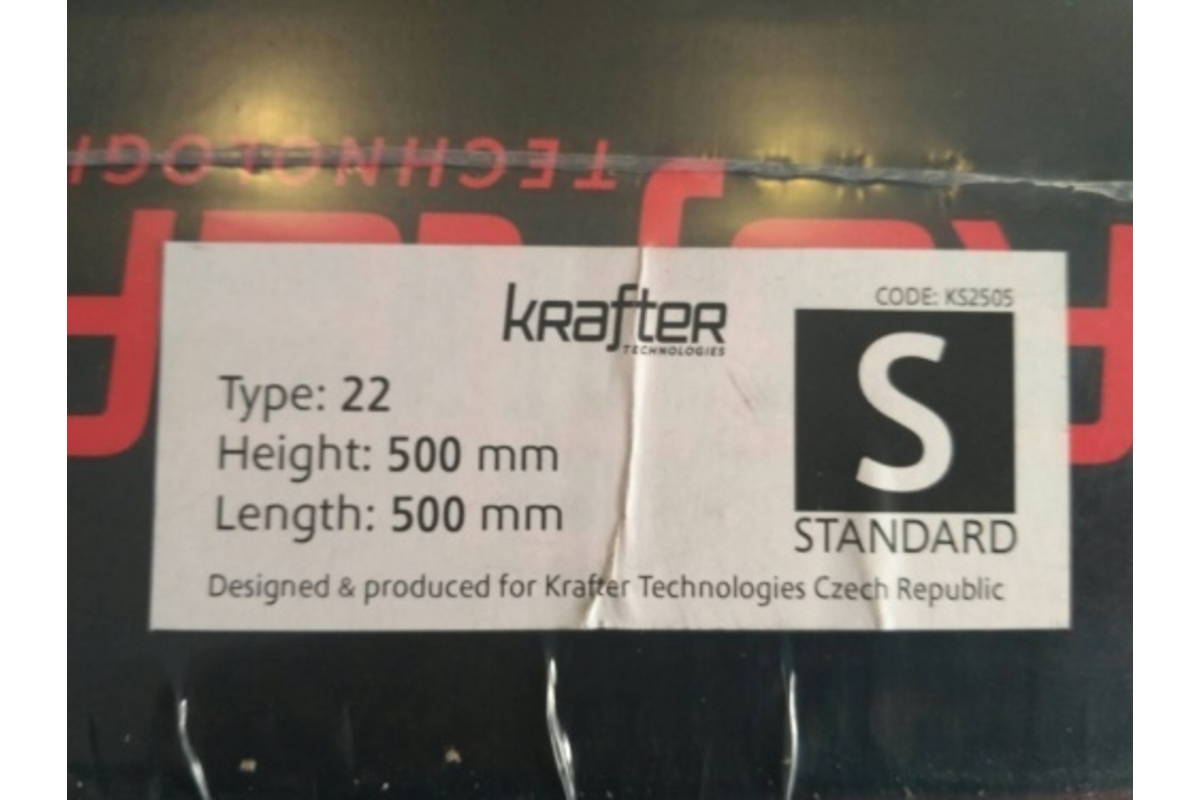 TECHNOLOGI
krafter
TECHNOLOGIES
CODE: KS2505
S
STANDARD
Type: 22
Height: 500 mm
Length: 500 mm
Designed & produced for Krafter Technologies Czech Republic